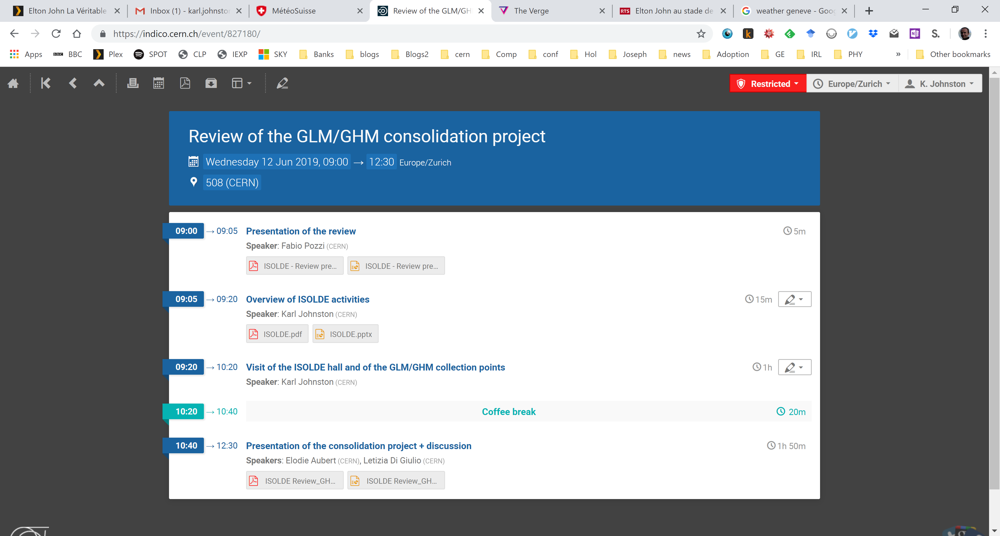 Elton John La Véritable
Inbox (1) - karl.johnston
MétéoSuisse
Review of the GLM/GH
The Verge
RTS Elton John au stade de
weather geneve - Goog
https://indico.cern.ch/event/827180/
Apps BBC BBC Plex SPOT CLP IEXP SKY Banks blogs Blogs2 cern Comp conf Hol Joseph news Adoption GE IRL PHY » Other bookmarks
Restricted Europe/Zurich K. Johnston
Review of the GLM/GHM consolidation project
Wednesday 12 Jun 2019, 09:00 → 12:30 Europe/Zurich
508 (CERN)
09:00 → 09:05 Presentation of the review 5m
Speaker: Fabio Pozzi (CERN)
ISOLDE - Review pre... ISOLDE - Review pre...
09:05 → 09:20 Overview of ISOLDE activities 15m
Speaker: Karl Johnston (CERN)
ISOLDE.pdf ISOLDE.pptx
09:20 → 10:20 Visit of the ISOLDE hall and of the GLM/GHM collection points 1h
Speaker: Karl Johnston (CERN)
10:20 → 10:40 Coffee break 20m
10:40 → 12:30 Presentation of the consolidation project + discussion 1h 50m
Speakers: Elodie Aubert (CERN), Letizia Di Giulio (CERN)
ISOLDE Review_GH... ISOLDE Review_GH...